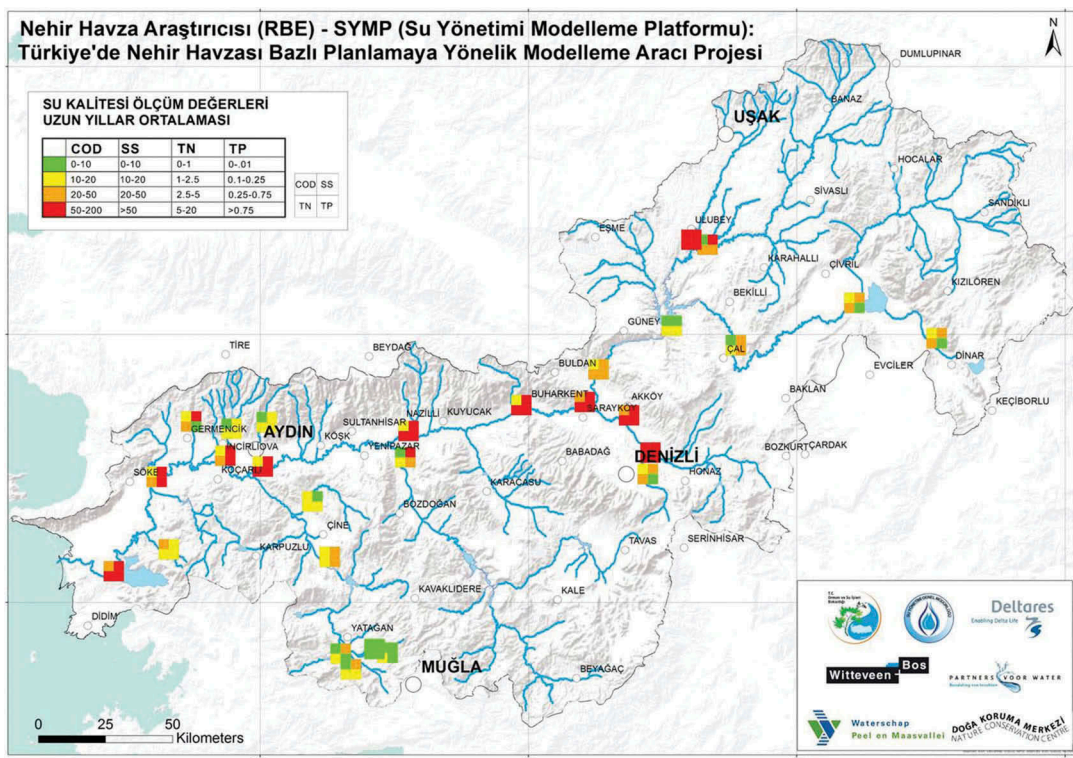 Nehir Havza Araştırıcısı (RBE) - SYMP (Su Yönetimi Modelleme Platformu):
Türkiye'de Nehir Havzası Bazlı Planlamaya Yönelik Modelleme Aracı Projesi
N
SU KALİTESİ ÖLÇÜM DEĞERLERİ
UZUN YILLAR ORTALAMASI
COD SS TN TP
0-10 0-10 0-1 0-.01
10-20 10-20 1-2.5 0.1-0.25
20-50 20-50 2.5-5 0.25-0.75
50-200 >50 5-20 >0.75
COD SS
TN TP
DUMLUPINAR
BANAZ
UŞAK
HOCALAR
SİVASLI
SANDIKLI
ULUBEY
EŞME
KARAHALLI
ÇİVRİL
KIZILÖREN
BEKİLLİ
GÜNEY
ÇAL
DİNAR
TİRE
BEYDAĞ
BULDAN
EVCİLER
BAKLAN
KEÇİBORLU
BUHARKENT
AKKÖY
SARAYKÖY
NAZİLLİ
KUYUCAK
SULTANHİSAR
GERMENCİK
AYDIN
KÖŞK
YENİPAZAR
İNCİRLİOVA
BOZKURT
ÇARDAK
DENİZLİ
BABADAĞ
HONAZ
SÖKE
KOÇARLI
KARACASU
BOZDOĞAN
ÇİNE
KARPUZLU
TAVAS
SERİNHİSAR
KAVAKLIDERE
KALE
DİDİM
YATAĞAN
MUĞLA
BEYAĞAÇ
0 25 50
Kilometers
T.C.
Deltares
Enabling Delta Life
Witteveen+Bos
PARTNERS VOOR WATER
Waterschap
Peel en Maasvallei
DOĞA KORUMA MERKEZİ
NATURE CONSERVATION CENTRE